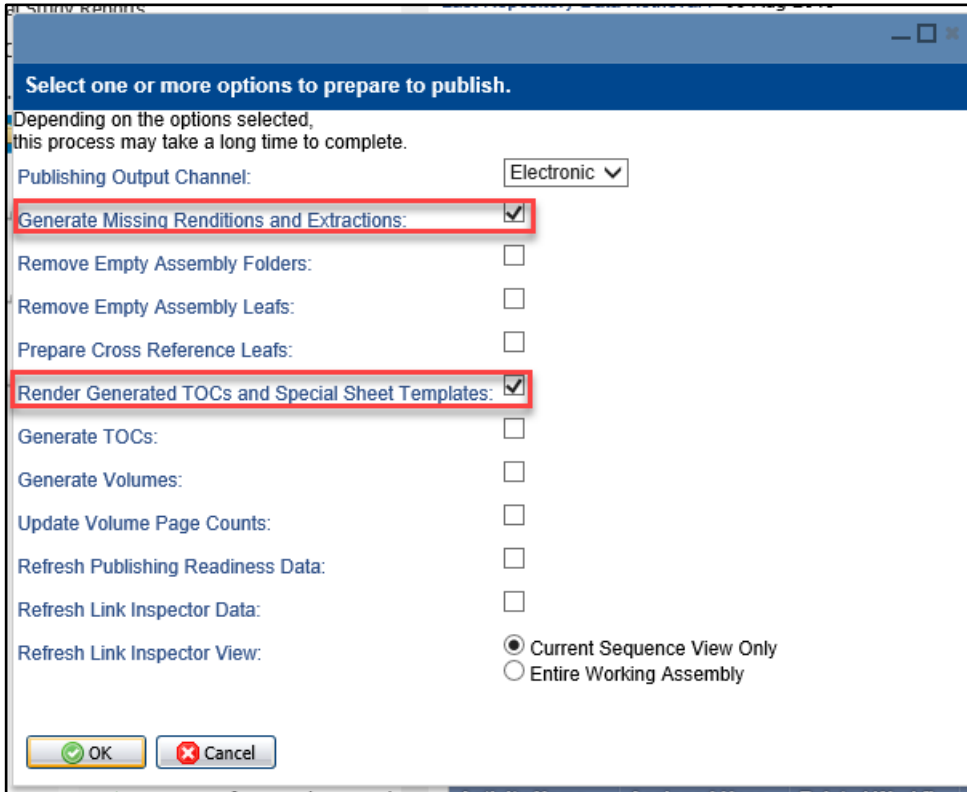 Select one or more options to prepare to publish.
Depending on the options selected,
this process may take a long time to complete.
Publishing Output Channel: Electronic
Generate Missing Renditions and Extractions:
Remove Empty Assembly Folders:
Remove Empty Assembly Leafs:
Prepare Cross Reference Leafs:
Render Generated TOCs and Special Sheet Templates:
Generate TOCs:
Generate Volumes:
Update Volume Page Counts:
Refresh Publishing Readiness Data:
Refresh Link Inspector Data:
Refresh Link Inspector View: Current Sequence View Only
Entire Working Assembly
OK Cancel